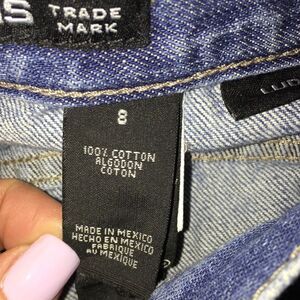 TRADE
MARK
8
100% COTTON
ALGODON
COTON
MADE IN MEXICO
HECHO EN MEXICO
FABRIQUE
AU MEXIQUE